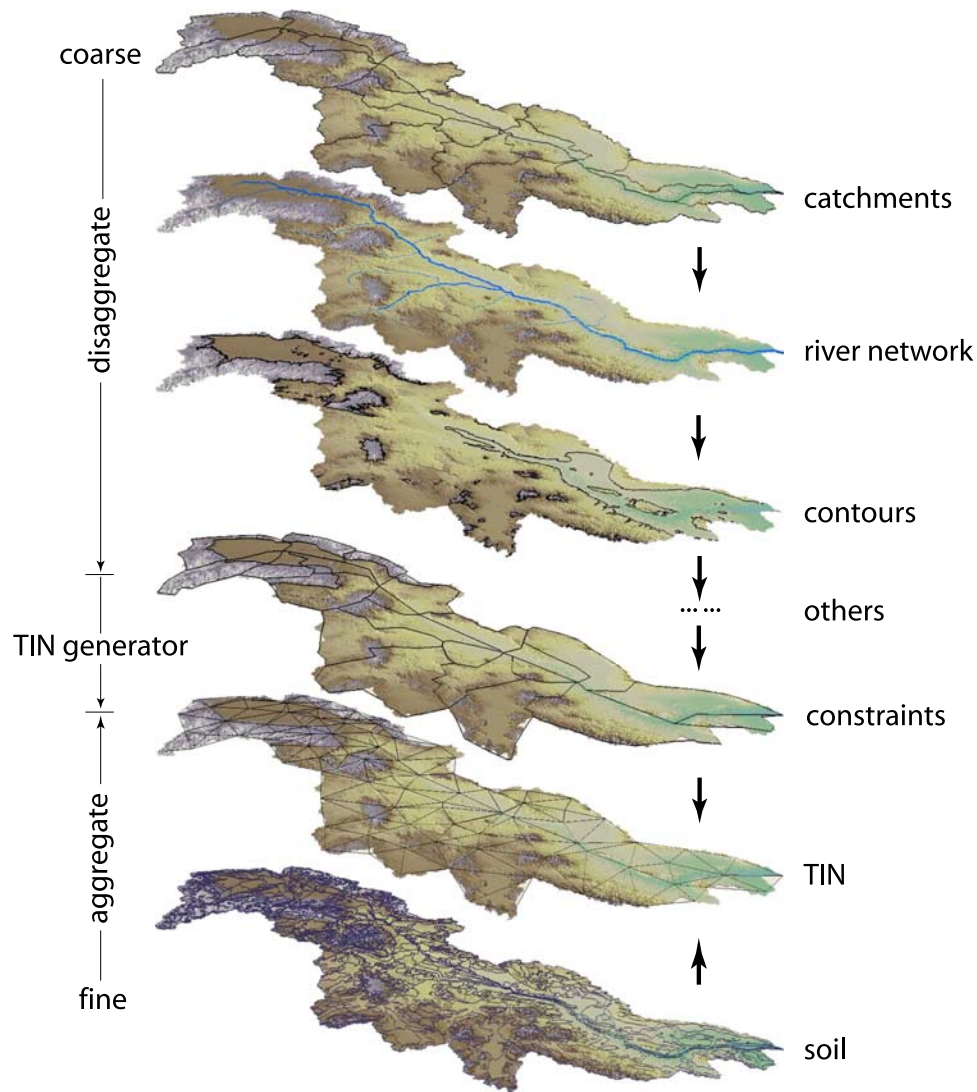 coarse
catchments
disaggregate
river network
contours
... ...
others
TIN generator
constraints
aggregate
TIN
fine
soil